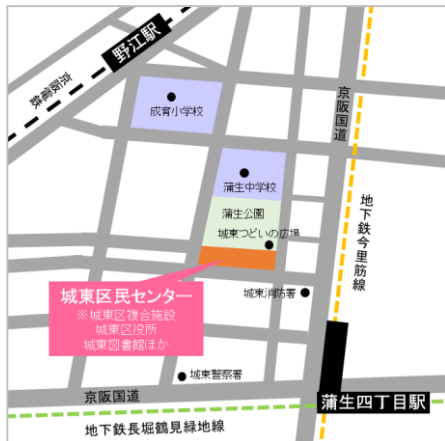 野江駅
京阪電鉄
成育小学校
京阪国道
蒲生中学校
蒲生公園
城東つどいの広場
地下鉄今里筋線
城東区民センター
※城東区複合施設
城東区役所
城東図書館ほか
城東消防署
城東警察署
京阪国道
蒲生四丁目駅
地下鉄長堀鶴見緑地線